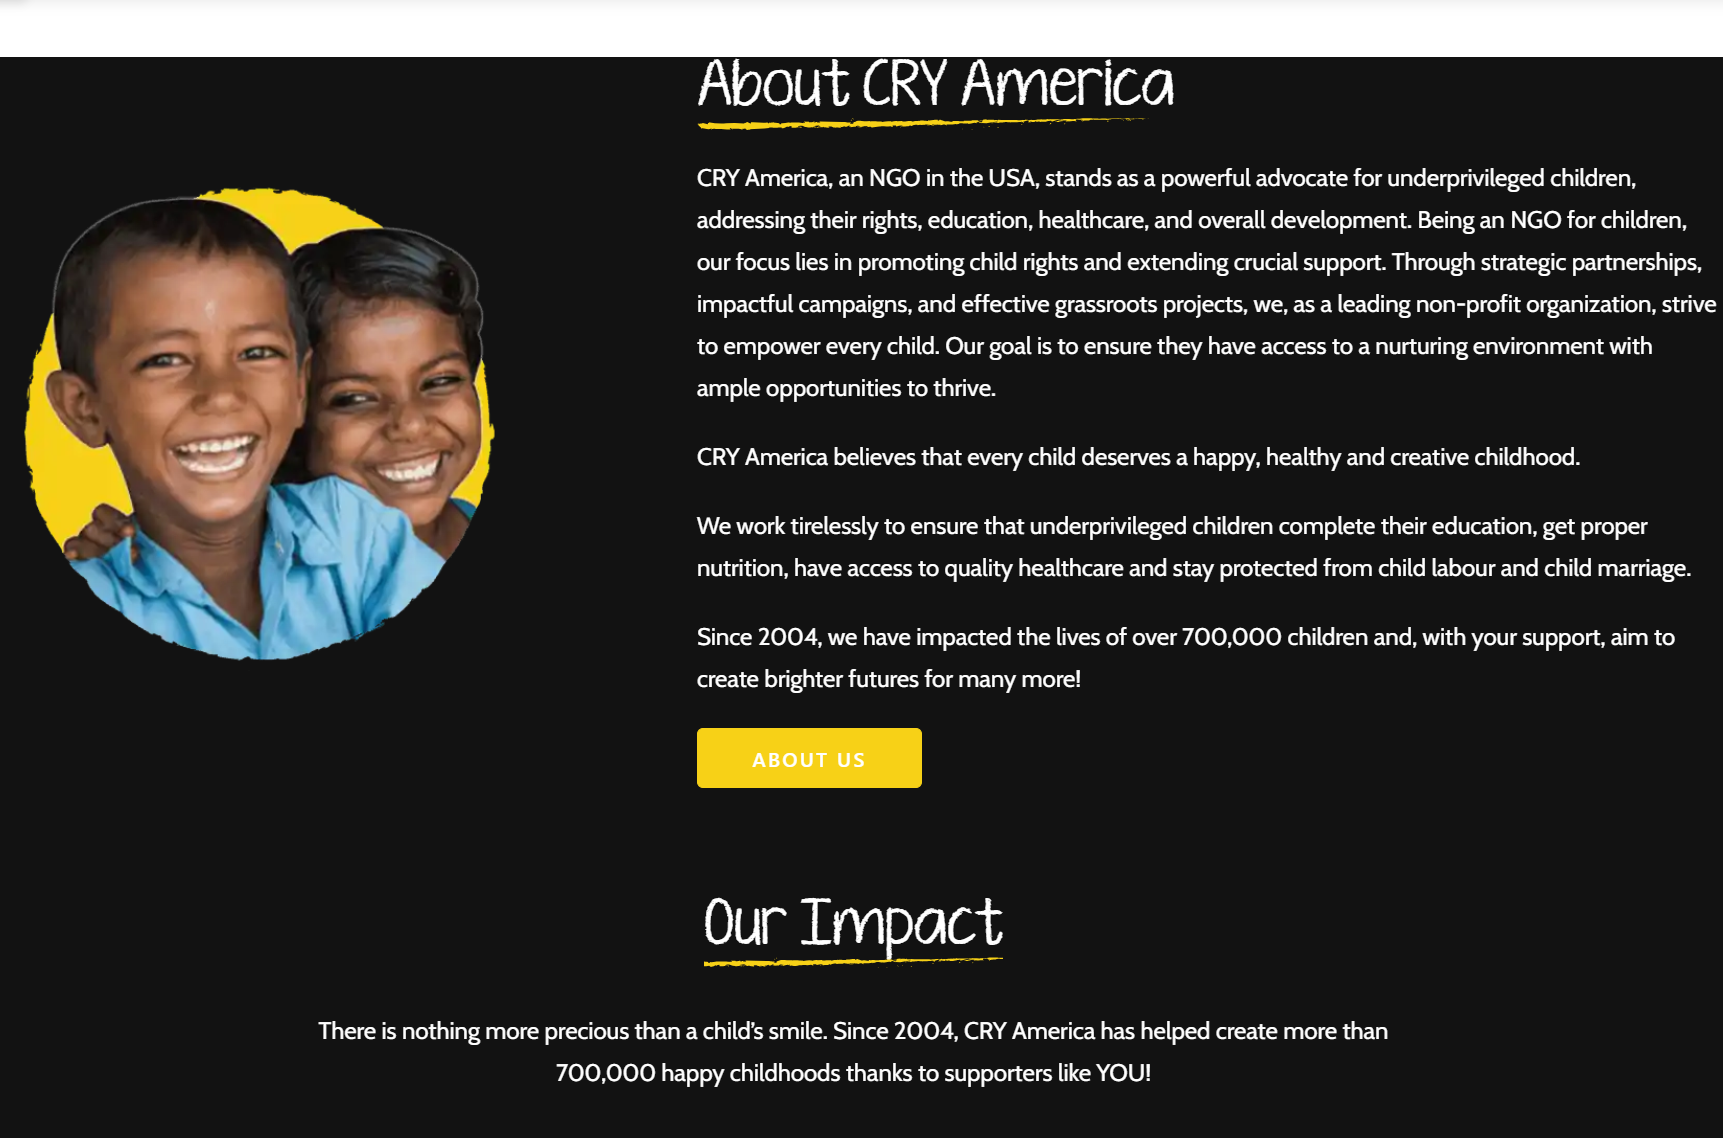 About CRY America
CRY America, an NGO in the USA, stands as a powerful advocate for underprivileged children,
addressing their rights, education, healthcare, and overall development. Being an NGO for children,
our focus lies in promoting child rights and extending crucial support. Through strategic partnerships,
impactful campaigns, and effective grassroots projects, we, as a leading non-profit organization, strive
to empower every child. Our goal is to ensure they have access to a nurturing environment with
ample opportunities to thrive.
CRY America believes that every child deserves a happy, healthy and creative childhood.
We work tirelessly to ensure that underprivileged children complete their education, get proper
nutrition, have access to quality healthcare and stay protected from child labour and child marriage.
Since 2004, we have impacted the lives of over 700,000 children and, with your support, aim to
create brighter futures for many more!
ABOUT US
Our Impact
There is nothing more precious than a child’s smile. Since 2004, CRY America has helped create more than
700,000 happy childhoods thanks to supporters like YOU!